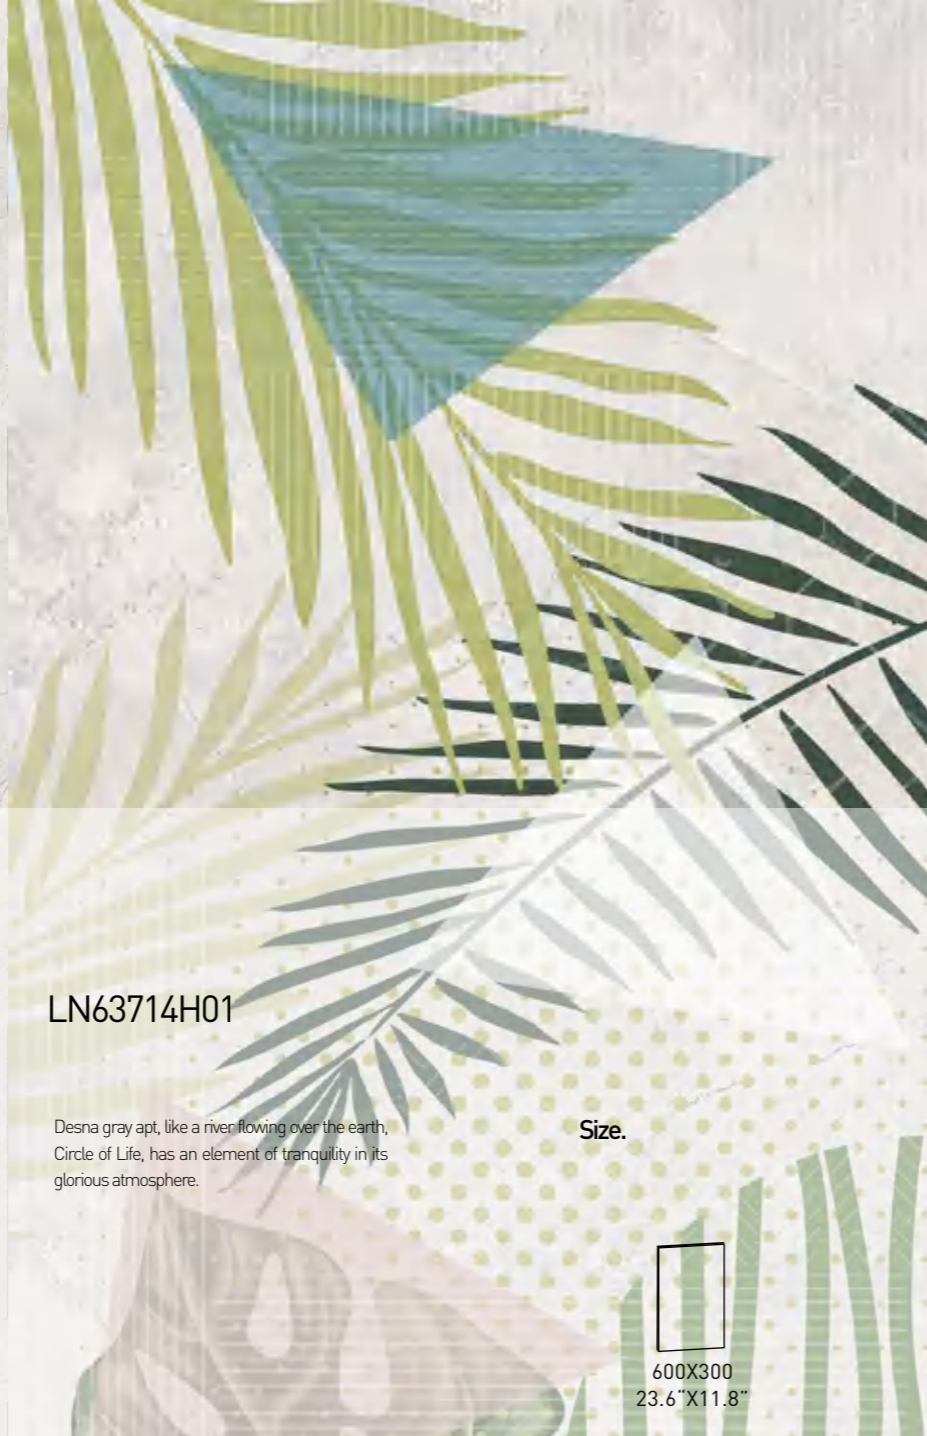 LN63714H01
Desna gray apt, like a river flowing over the earth,
Circle of Life, has an element of tranquility in its
glorious atmosphere.
Size.
600X300
23.6"X11.8"